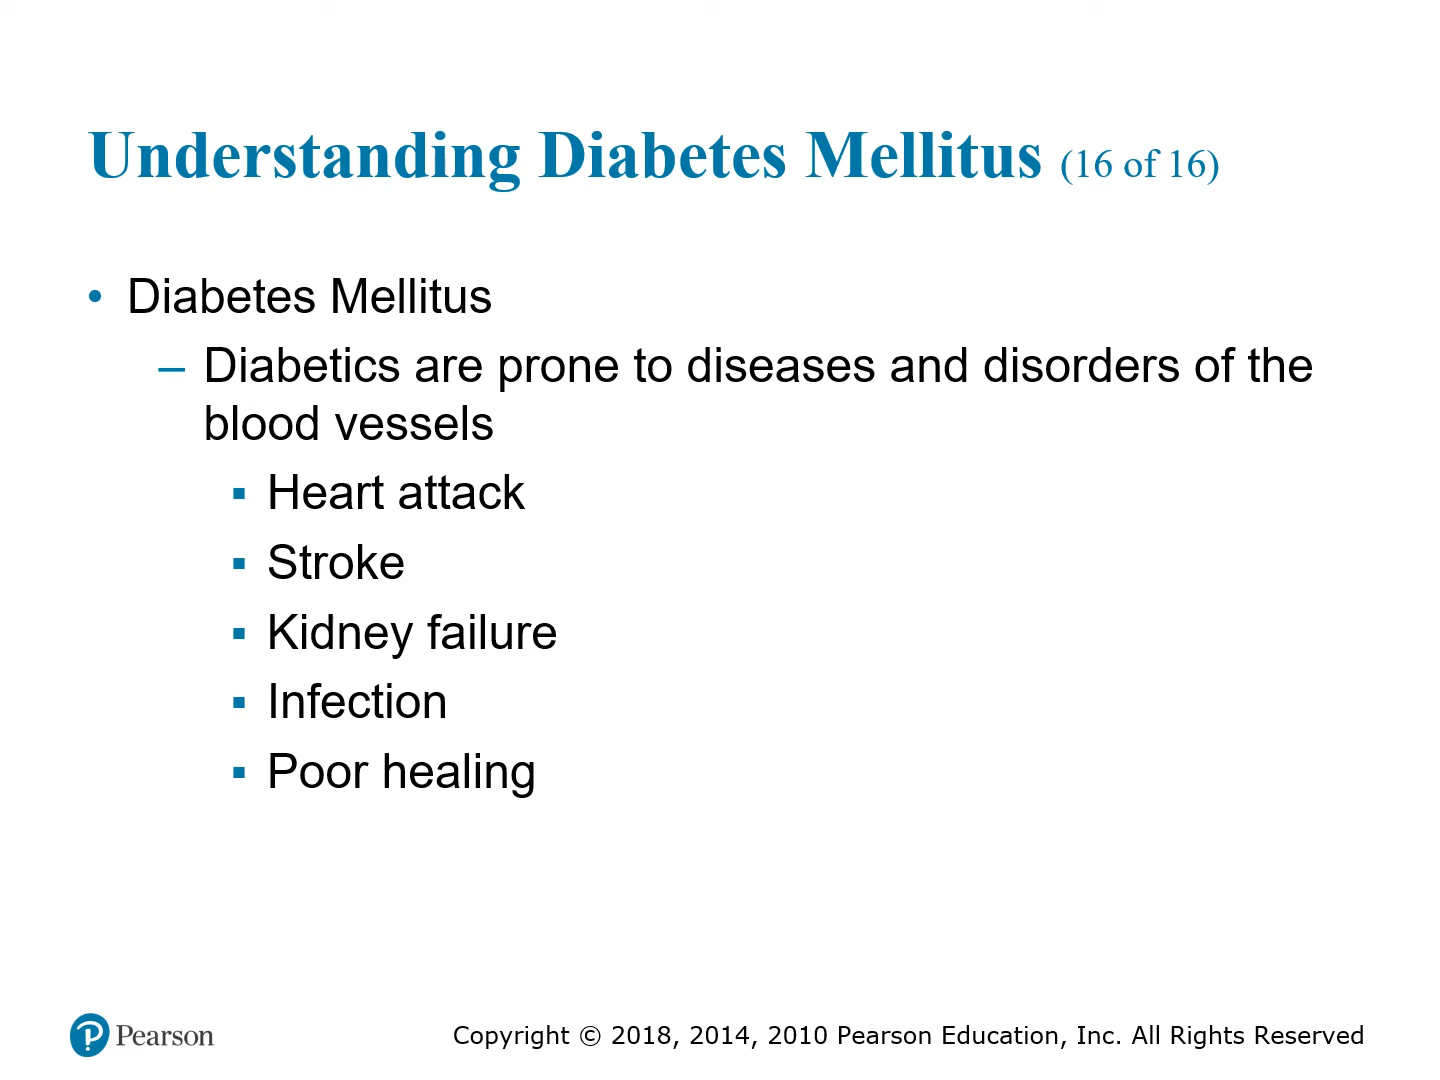 Understanding Diabetes Mellitus (16 of 16)
• Diabetes Mellitus
– Diabetics are prone to diseases and disorders of the
blood vessels
▪ Heart attack
▪ Stroke
▪ Kidney failure
▪ Infection
▪ Poor healing
Pearson
Copyright © 2018, 2014, 2010 Pearson Education, Inc. All Rights Reserved